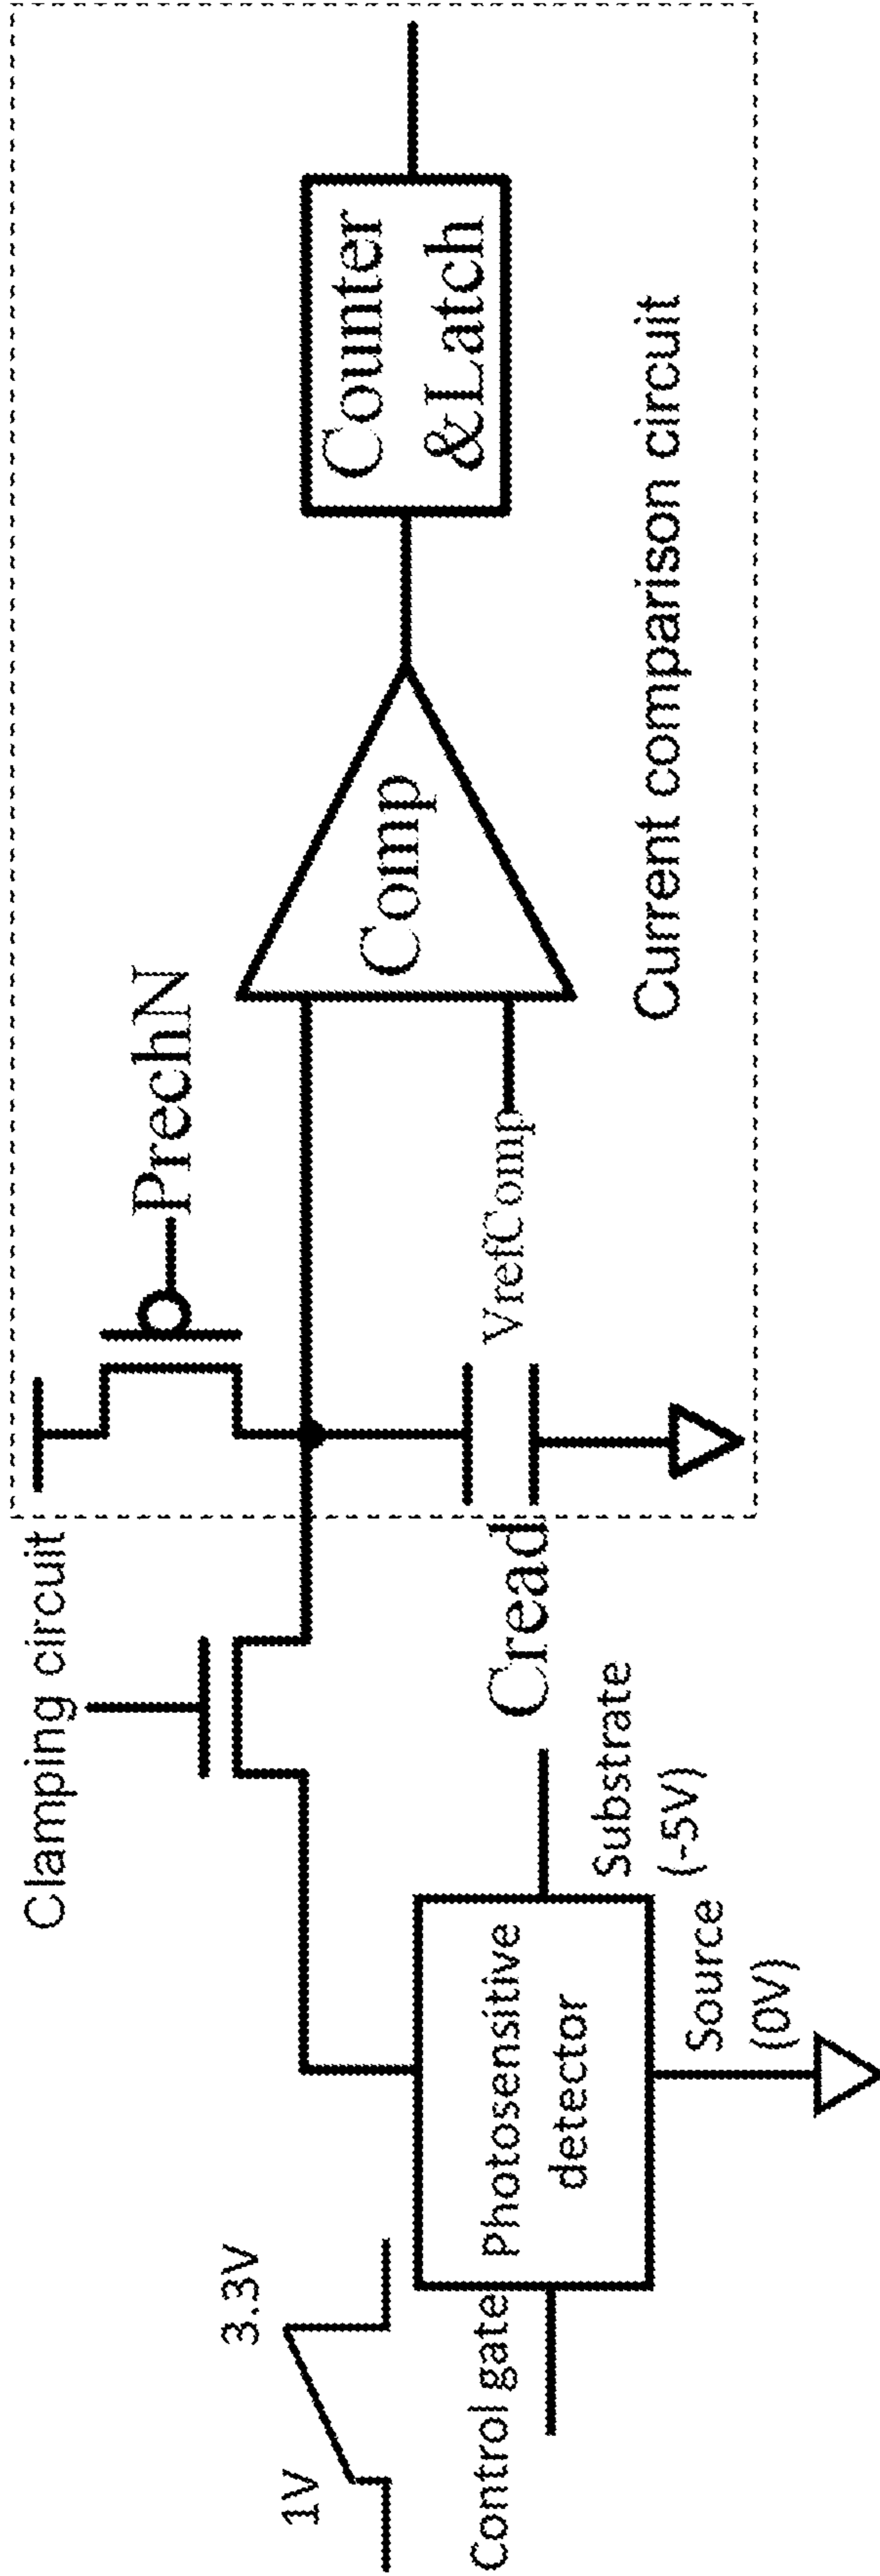 Clamping circuit
PrechN
3.3V
1V
Control gate
Photosensitive
detector
Substrate
(-5V)
Source
(0V)
Cread
VrefComp
Comp
Counter
&Latch
Current comparison circuit